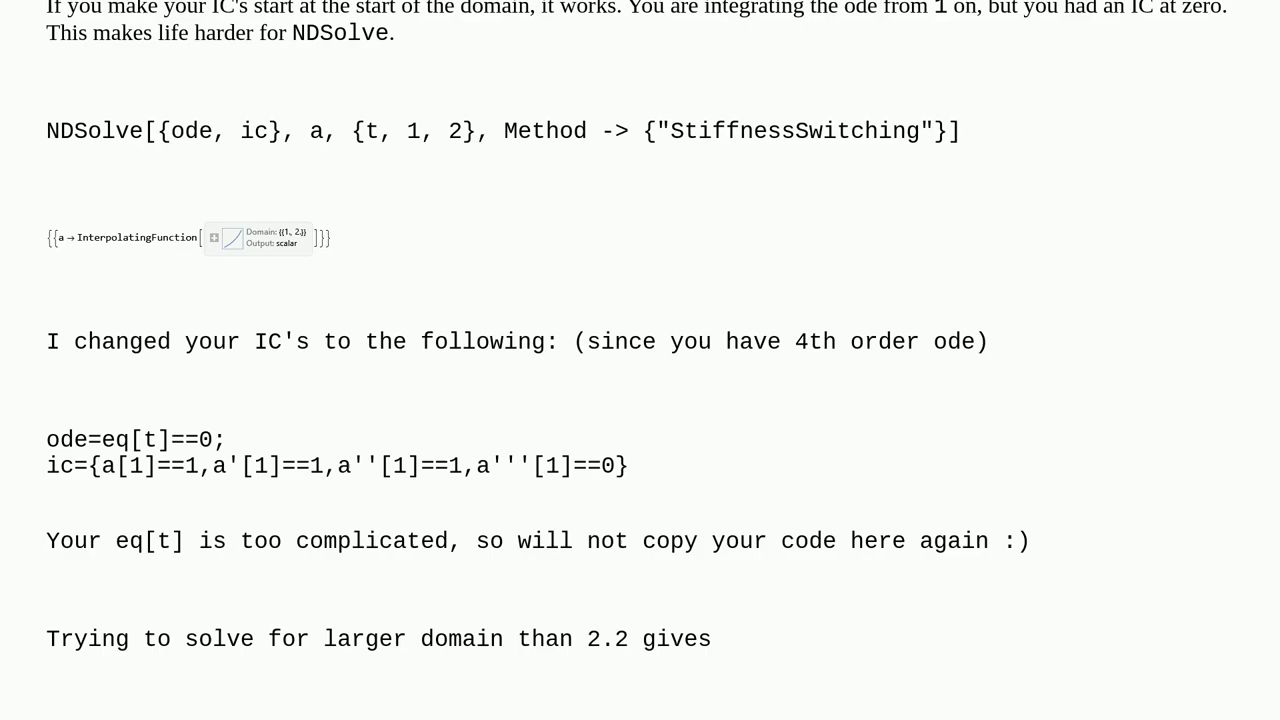 If you make your IC's start at the start of the domain, it works. You are integrating the ode from 1 on, but you had an IC at zero.
This makes life harder for NDSolve.
NDSolve[{ode, ic}, a, {t, 1, 2}, Method -> {"StiffnessSwitching"}]
{{a → InterpolatingFunction[ Domain: {{1., 2.}} ]}}
Output: scalar
I changed your IC's to the following: (since you have 4th order ode)
ode=eq[t]==0;
ic={a[1]==1,a'[1]==1,a''[1]==1,a'''[1]==0}
Your eq[t] is too complicated, so will not copy your code here again :)
Trying to solve for larger domain than 2.2 gives